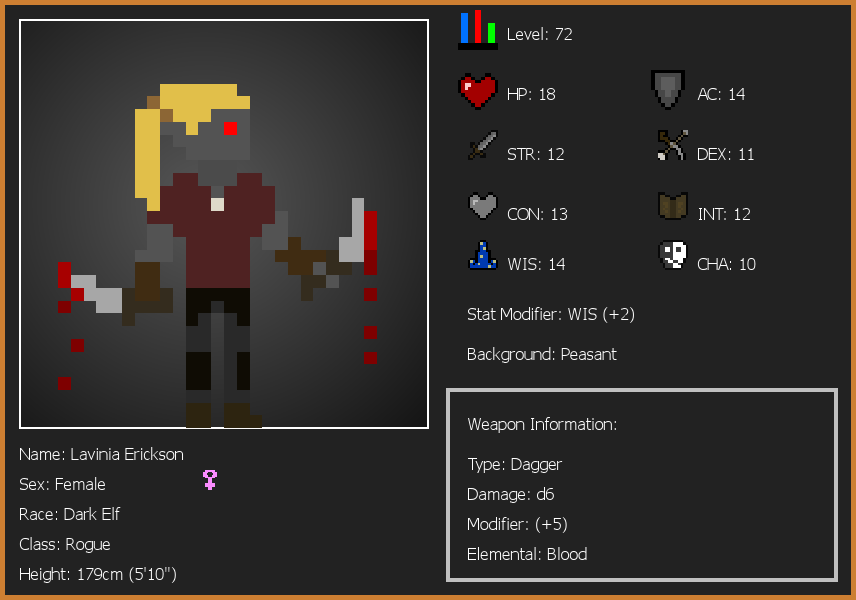 Level: 72
HP: 18
AC: 14
STR: 12
DEX: 11
CON: 13
INT: 12
WIS: 14
CHA: 10
Stat Modifier: WIS (+2)
Background: Peasant
Weapon Information:
Type: Dagger
Damage: d6
Modifier: (+5)
Elemental: Blood
Name: Lavinia Erickson
Sex: Female
Race: Dark Elf
Class: Rogue
Height: 179cm (5'10")